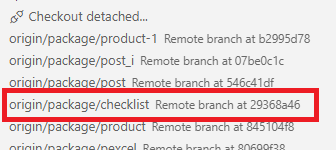 Checkout detached...
origin/package/product-1 Remote branch at b2995d78
origin/package/post_i Remote branch at 07be0c1c
origin/package/post Remote branch at 546c41df
origin/package/checklist Remote branch at 29368a46
origin/package/product Remote branch at 845104f8
origin/package/pexcel Remote branch at 80699f38